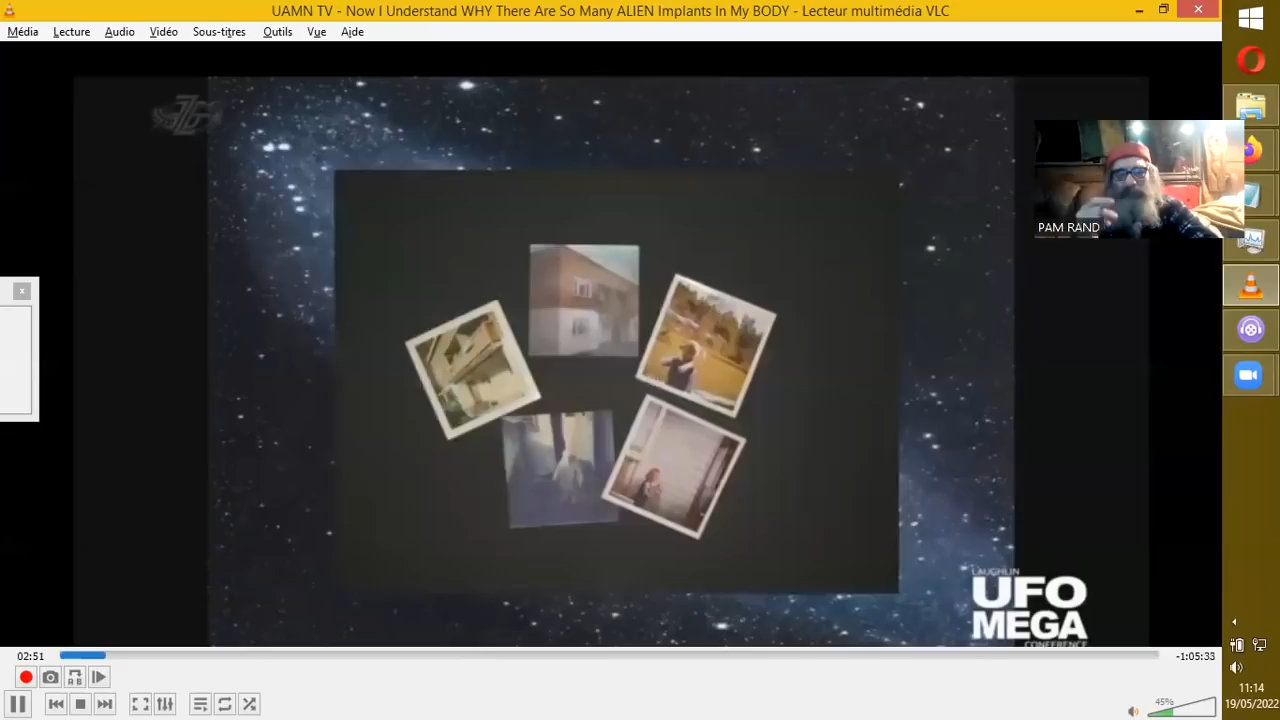 UAMN TV - Now I Understand WHY There Are So Many ALIEN Implants In My BODY - Lecteur multimédia VLC
Média Lecture Audio Vidéo Sous-titres Outils Vue Aide
PAM RAND
LAUGHLIN
UFO
MEGA
CONFERENCE
02:51
-1:05:33
45%
11:14
19/05/2022